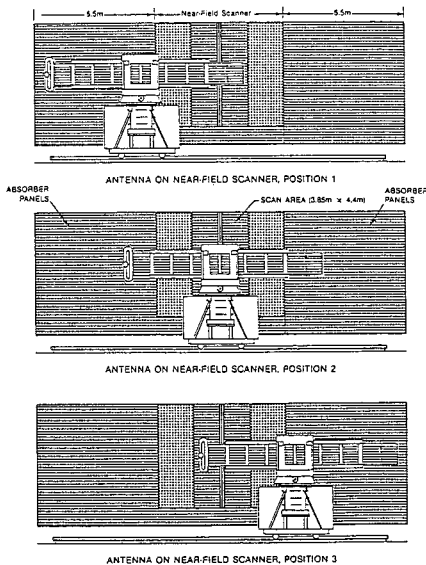 5.5m Near-Field Scanner 5.5m
ANTENNA ON NEAR-FIELD SCANNER, POSITION 1
ABSORBER
PANELS
SCAN AREA (3.85m x 4.4m)
ABSORBER
PANELS
ANTENNA ON NEAR-FIELD SCANNER, POSITION 2
ANTENNA ON NEAR-FIELD SCANNER, POSITION 3